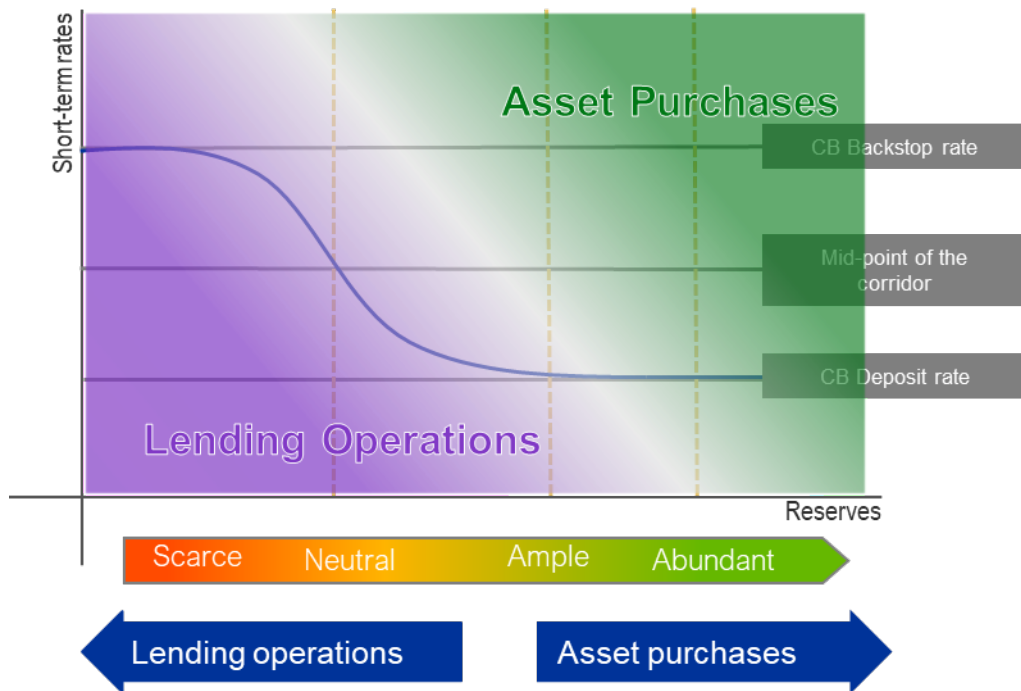 Short-term rates
Asset Purchases
CB Backstop rate
Mid-point of the
corridor
CB Deposit rate
Lending Operations
Reserves
Scarce
Neutral
Ample
Abundant
Lending operations
Asset purchases